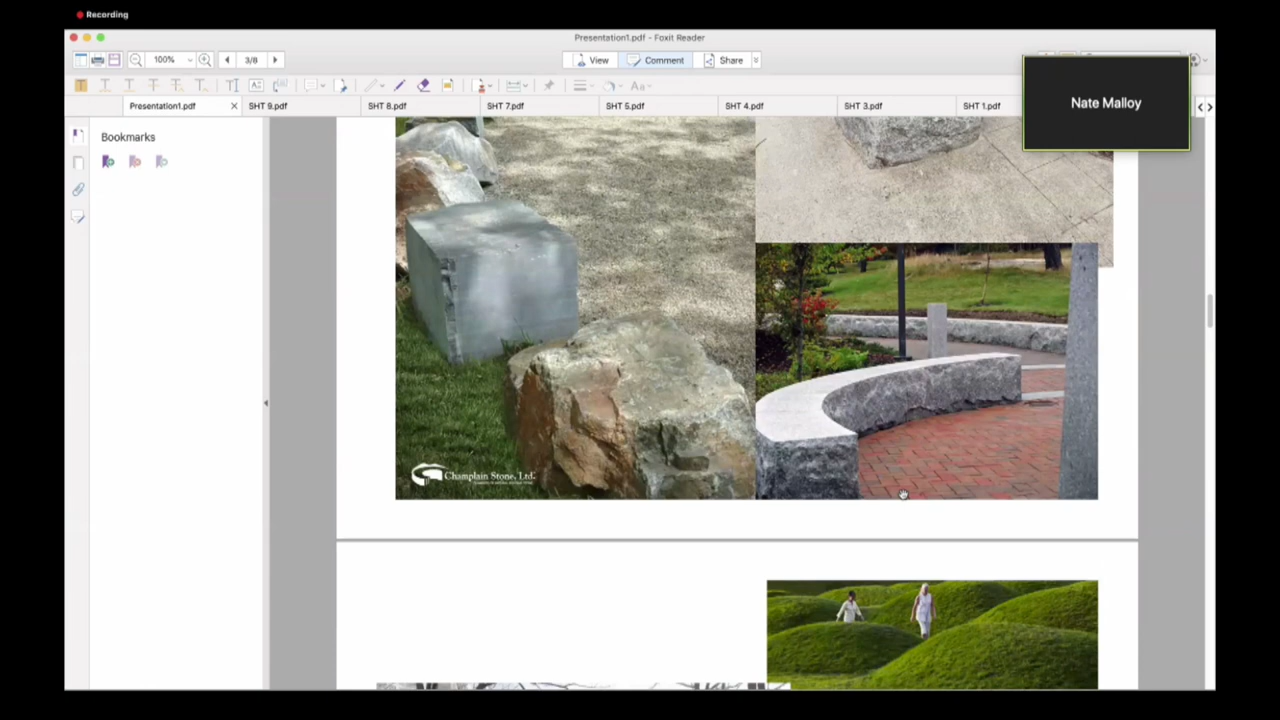 Recording
Presentation1.pdf - Foxit Reader
100%
3/8
View
Comment
Share
Presentation1.pdf
SHT 9.pdf
SHT 8.pdf
SHT 7.pdf
SHT 5.pdf
SHT 4.pdf
SHT 3.pdf
SHT 1.pdf
Nate Malloy
Bookmarks
Champlain Stone, Ltd.